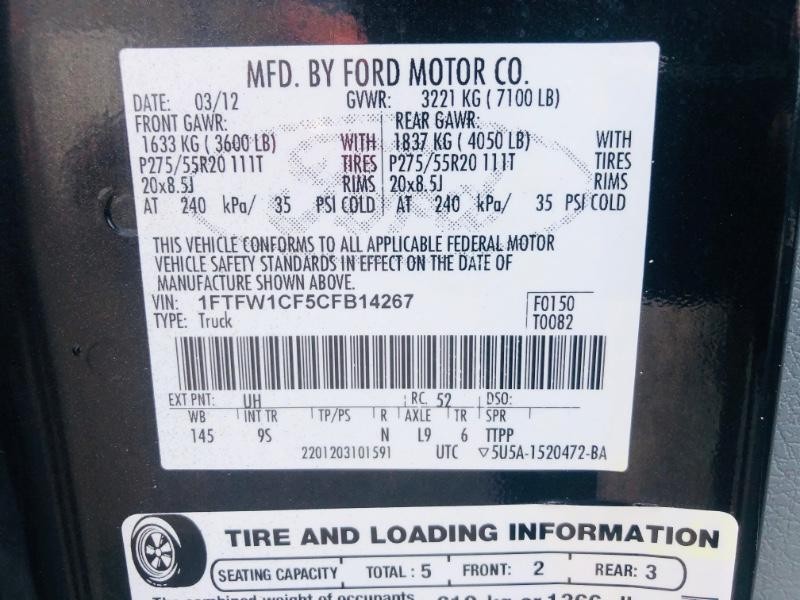 MFD. BY FORD MOTOR CO.
DATE: 03/12 GVWR: 3221 KG ( 7100 LB)
FRONT GAWR: REAR GAWR:
1633 KG ( 3600 LB) WITH 1837 KG ( 4050 LB) WITH
P275/55R20 111T TIRES P275/55R20 111T TIRES
20x8.5J RIMS 20x8.5J RIMS
AT 240 kPa/ 35 PSI COLD AT 240 kPa/ 35 PSI COLD
THIS VEHICLE CONFORMS TO ALL APPLICABLE FEDERAL MOTOR
VEHICLE SAFETY STANDARDS IN EFFECT ON THE DATE OF
MANUFACTURE SHOWN ABOVE.
VIN: 1FTFW1CF5CFB14267 F0150
TYPE: Truck T0082
EXT PNT: UH RC: 52 DSO:
WB INT TR TP/PS R AXLE TR SPR
145 9S N L9 6 TTPP
2201203101591 UTC ▽5U5A-1520472-BA
TIRE AND LOADING INFORMATION
SEATING CAPACITY TOTAL : 5 FRONT: 2 REAR: 3
The combined weight of occupants